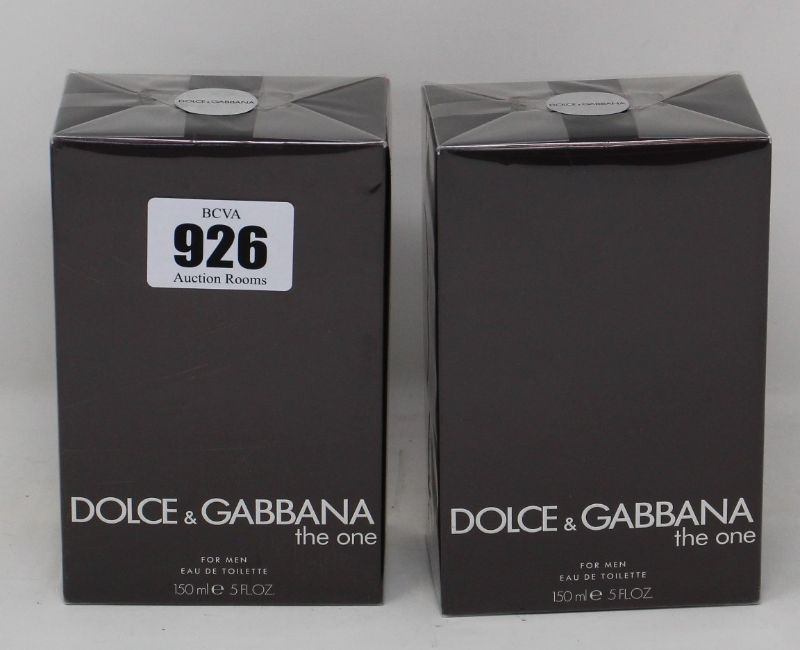 DOLCE & GABBANA
BCVA
926
Auction Rooms
DOLCE & GABBANA
the one
FOR MEN
EAU DE TOILETTE
150 ml e 5 FL.OZ.
DOLCE & GABBANA
DOLCE & GABBANA
the one
FOR MEN
EAU DE TOILETTE
150 ml e 5 FL.OZ.